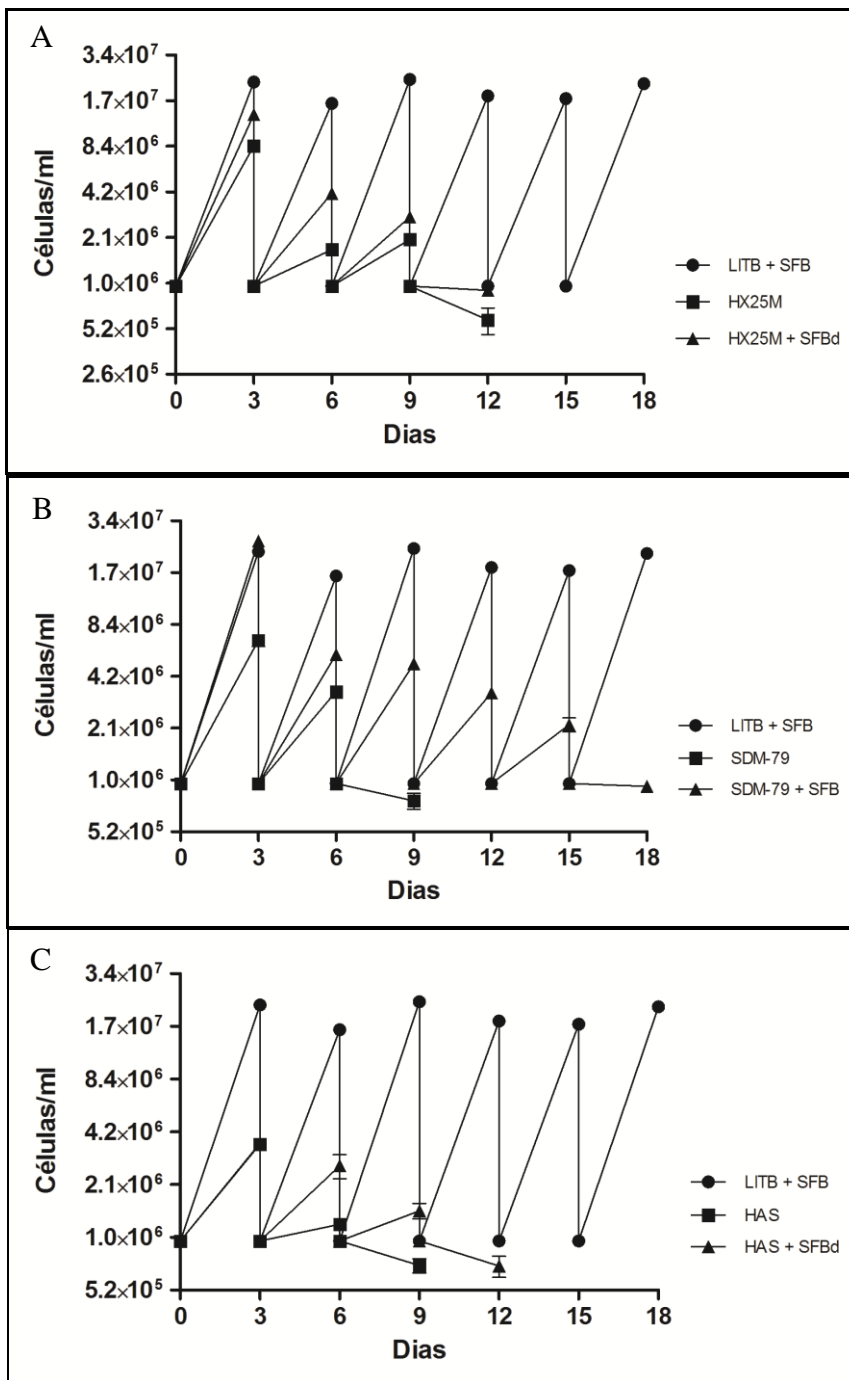 A
Células/ml
3.4×10⁷
1.7×10⁷
8.4×10⁶
4.2×10⁶
2.1×10⁶
1.0×10⁶
5.2×10⁵
2.6×10⁵
0 3 6 9 12 15 18
Dias
LITB + SFB
HX25M
HX25M + SFBd
B
Células/ml
3.4×10⁷
1.7×10⁷
8.4×10⁶
4.2×10⁶
2.1×10⁶
1.0×10⁶
5.2×10⁵
0 3 6 9 12 15 18
Dias
LITB + SFB
SDM-79
SDM-79 + SFB
C
Células/ml
3.4×10⁷
1.7×10⁷
8.4×10⁶
4.2×10⁶
2.1×10⁶
1.0×10⁶
5.2×10⁵
0 3 6 9 12 15 18
Dias
LITB + SFB
HAS
HAS + SFBd